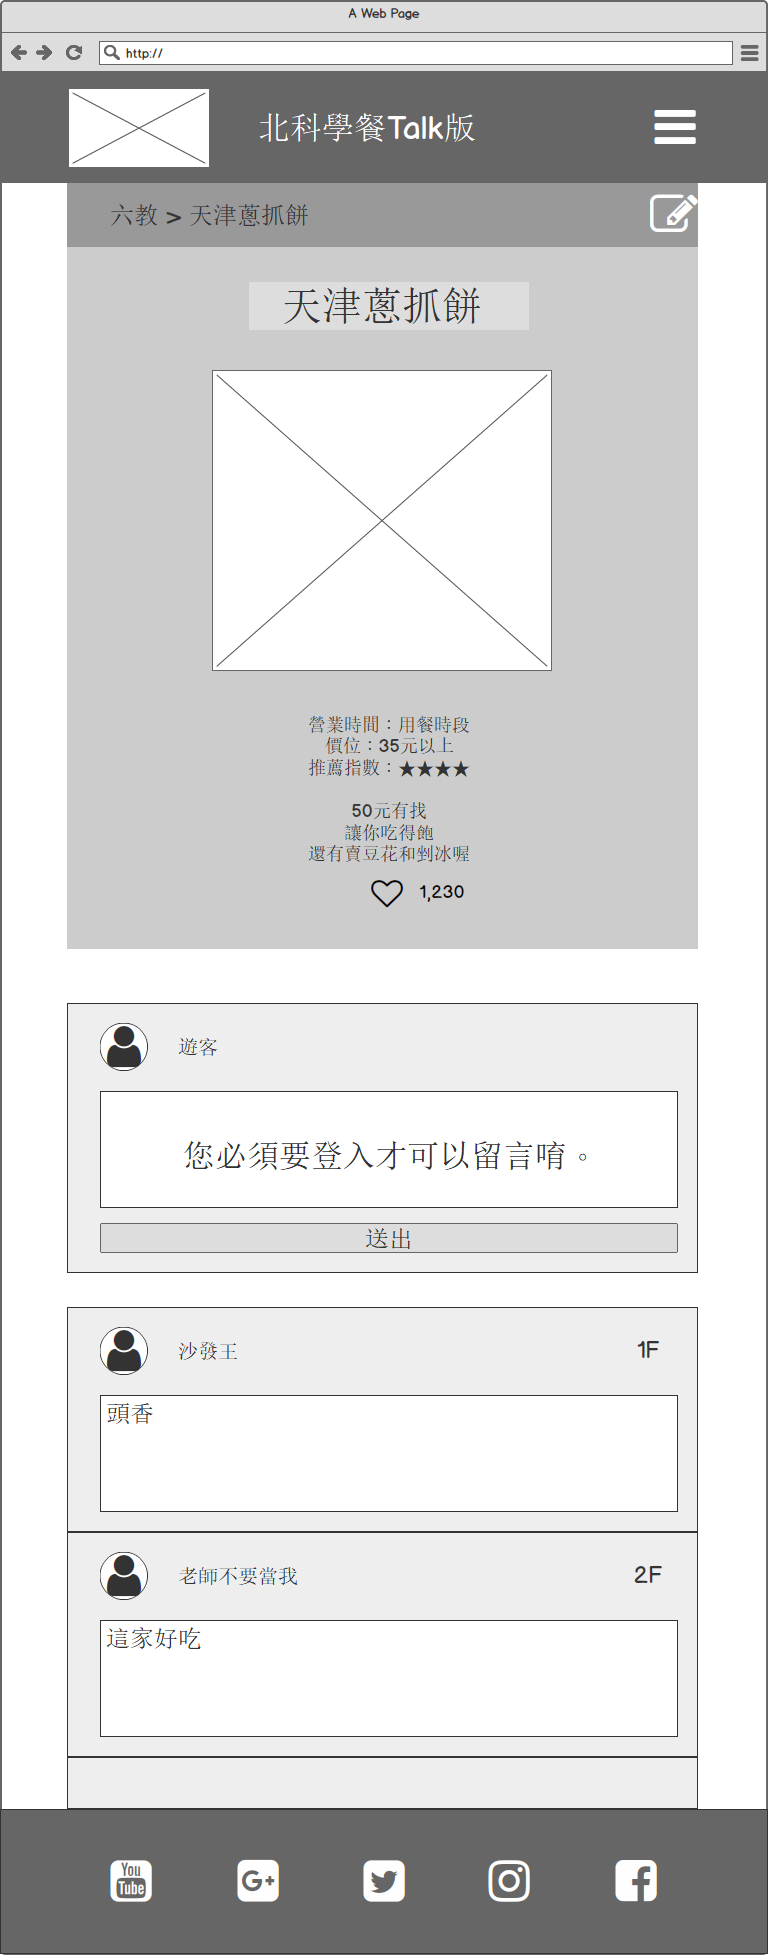 A Web Page
http://
北科學餐Talk版
六教 > 天津蔥抓餅
天津蔥抓餅
營業時間：用餐時段
價位：35元以上
推薦指數：★★★★
50元有找
讓你吃得飽
還有賣豆花和剉冰喔
1,230
遊客
您必須要登入才可以留言唷。
送出
沙發王
1F
頭香
老師不要當我
2F
這家好吃
You
Tube
G+